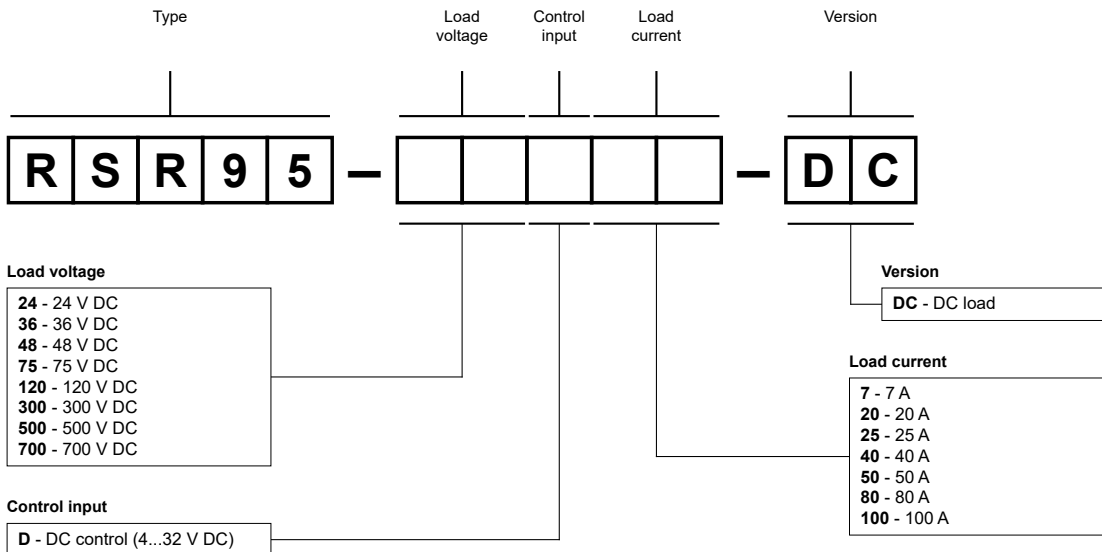 Type
Load voltage
Control input
Load current
Version
RSR95 – – DC
Load voltage
24 - 24 V DC
36 - 36 V DC
48 - 48 V DC
75 - 75 V DC
120 - 120 V DC
300 - 300 V DC
500 - 500 V DC
700 - 700 V DC
Version
DC - DC load
Load current
7 - 7 A
20 - 20 A
25 - 25 A
40 - 40 A
50 - 50 A
80 - 80 A
100 - 100 A
Control input
D - DC control (4...32 V DC)